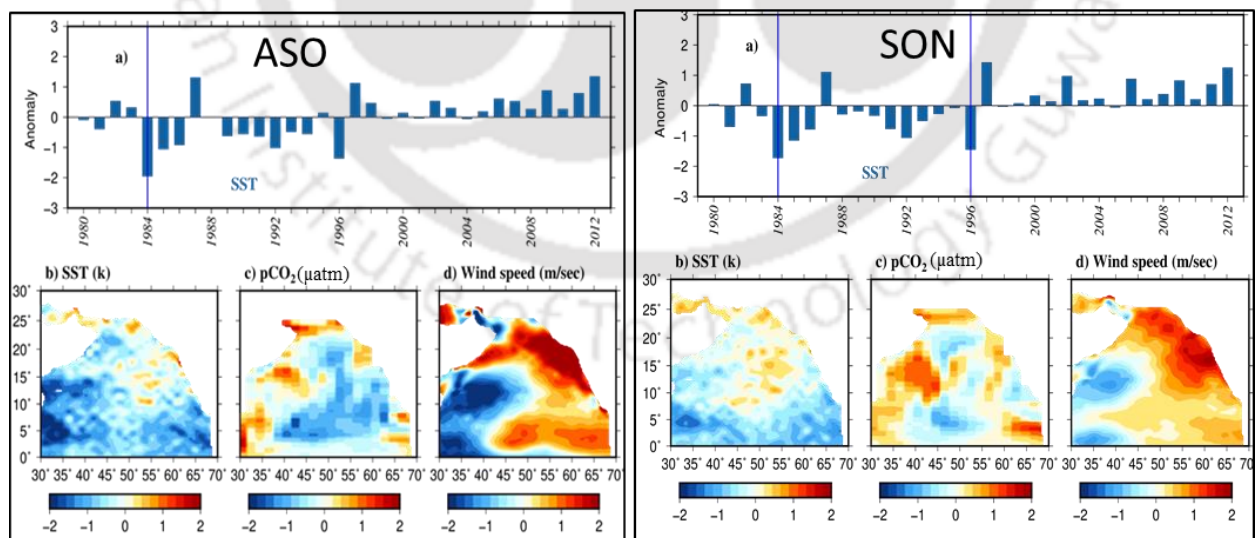 ASO
a)
Anomaly
3
2
1
0
−1
−2
−3
SST
1980
1984
1988
1992
1996
2000
2004
2008
2012
b) SST (k)
c) pCO2 (µatm)
d) Wind speed (m/sec)
30°
25°
20°
15°
10°
5°
0°
30 35 40 45 50 55 60 65 70
30 35 40 45 50 55 60 65 70
30 35 40 45 50 55 60 65 70
−2 −1 0 1 2
−2 −1 0 1 2
−2 −1 0 1 2
SON
a)
Anomaly
3
2
1
0
−1
−2
−3
SST
1980
1984
1988
1992
1996
2000
2004
2008
2012
b) SST (k)
c) pCO2 (µatm)
d) Wind speed (m/sec)
30°
25°
20°
15°
10°
5°
0°
30 35 40 45 50 55 60 65 70
30 35 40 45 50 55 60 65 70
30 35 40 45 50 55 60 65 70
−2 −1 0 1 2
−2 −1 0 1 2
−2 −1 0 1 2
an Institute of Technology Guwa